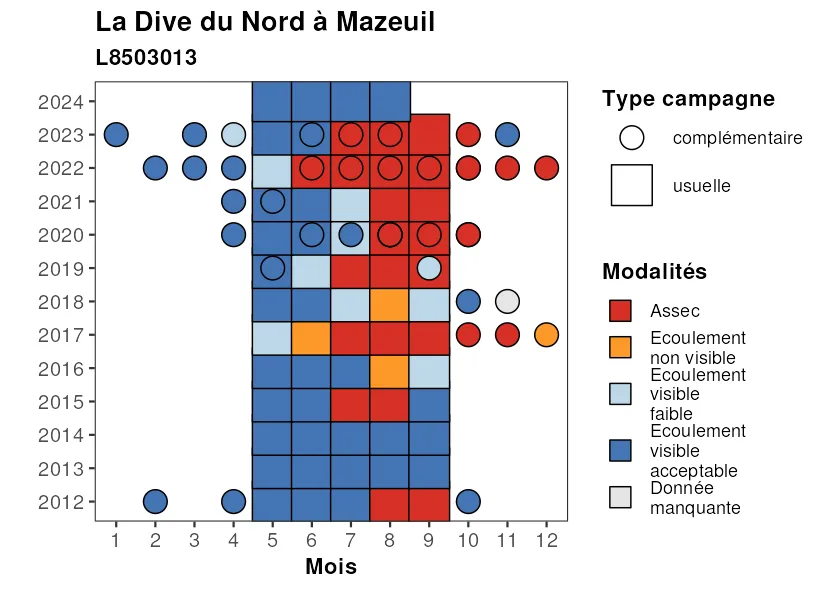 La Dive du Nord à Mazeuil
L8503013
2024
2023
2022
2021
2020
2019
2018
2017
2016
2015
2014
2013
2012
1 2 3 4 5 6 7 8 9 10 11 12
Mois
Type campagne
complémentaire
usuelle
Modalités
Assec
Ecoulement
non visible
Ecoulement
visible
faible
Ecoulement
visible
acceptable
Donnée
manquante